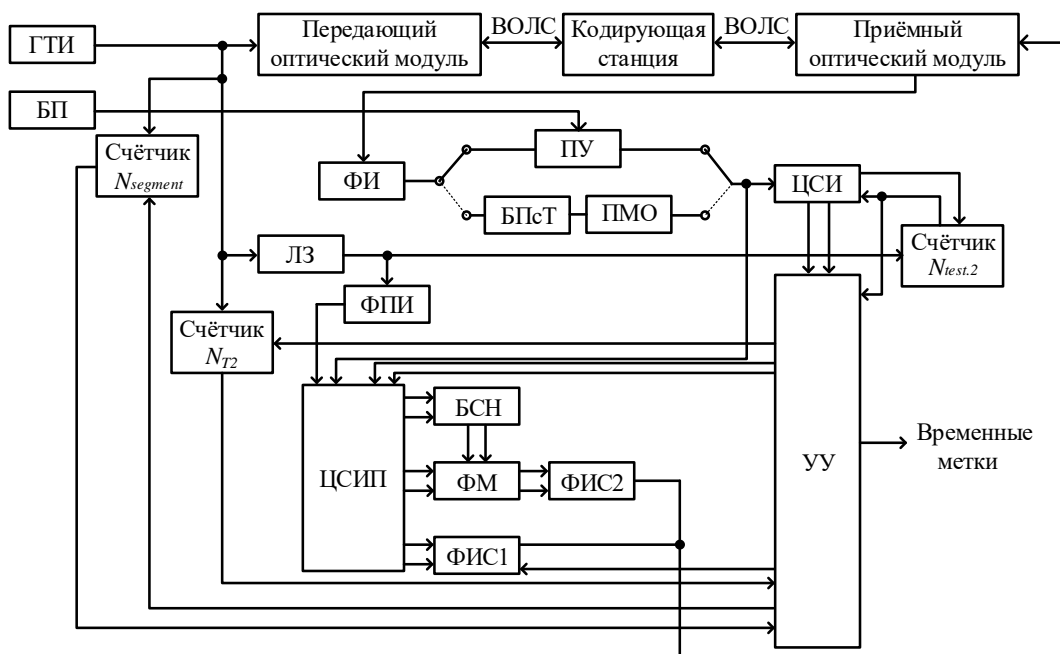 ГТИ
Передающий
оптический модуль
ВОЛС
Кодирующая
станция
ВОЛС
Приёмный
оптический модуль
БП
Счётчик
Nsegment
ФИ
ПУ
БПсТ
ПМО
ЦСИ
Счётчик
Ntest.2
ЛЗ
ФПИ
Счётчик
NT2
ЦСИП
БСН
ФМ
ФИС2
ФИС1
УУ
Временные
метки